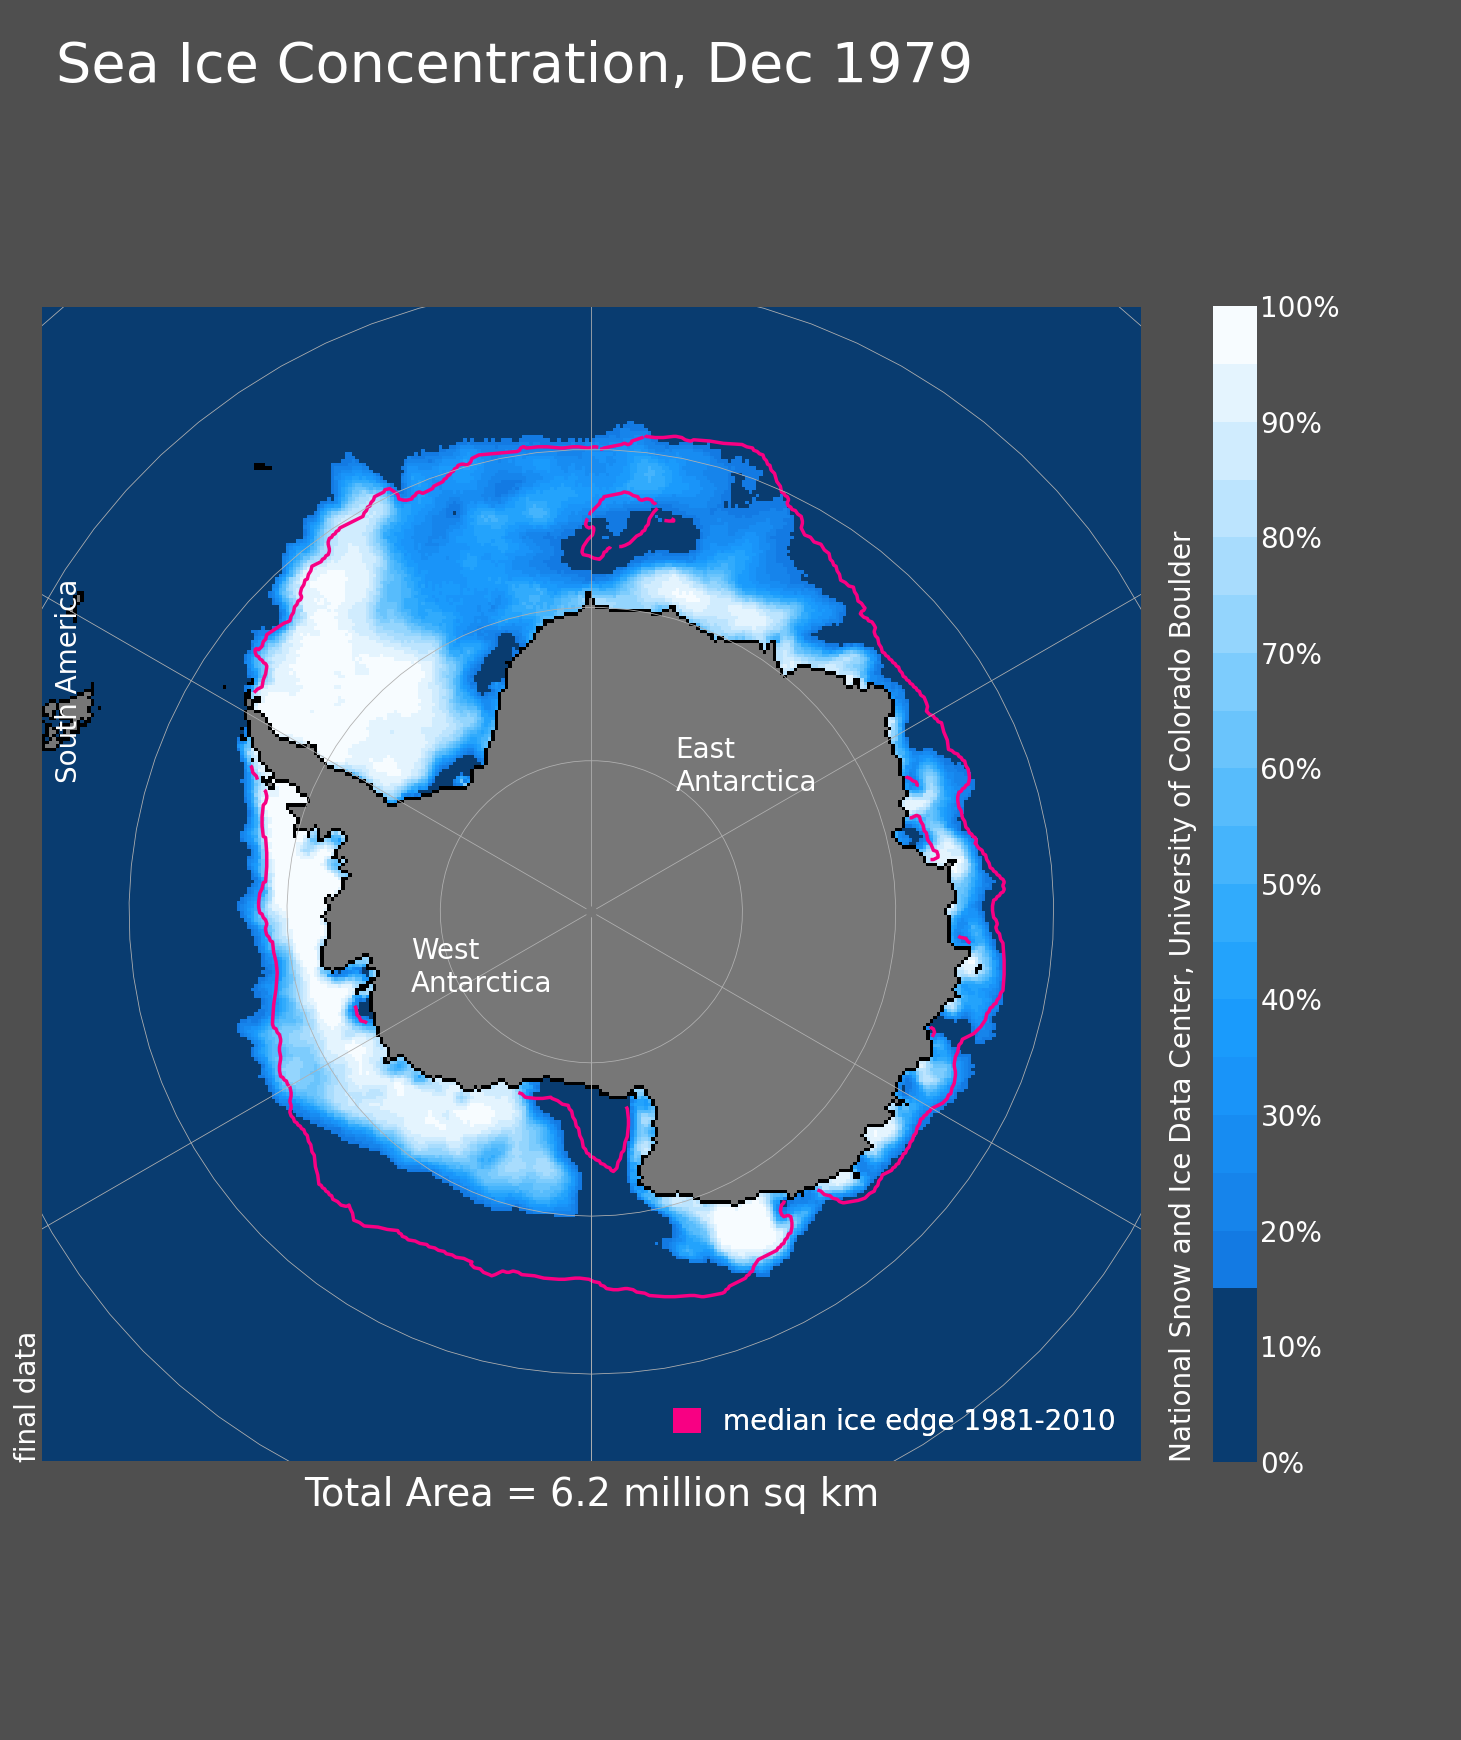 Sea Ice Concentration, Dec 1979
100%
90%
80%
70%
60%
50%
40%
30%
20%
10%
0%
South America
East
Antarctica
West
Antarctica
final data
National Snow and Ice Data Center, University of Colorado Boulder
median ice edge 1981-2010
Total Area = 6.2 million sq km